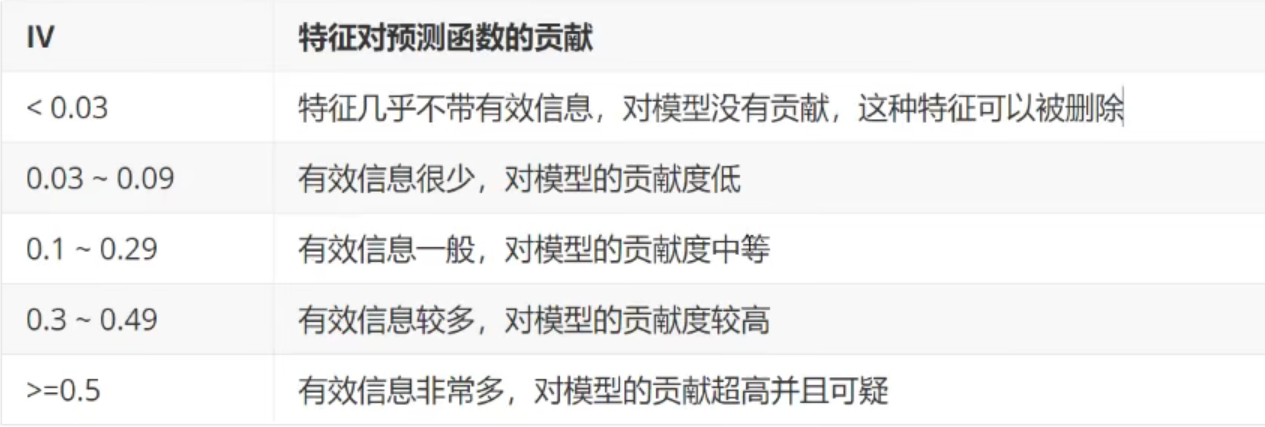 IV 特征对预测函数的贡献
< 0.03 特征几乎不带有效信息，对模型没有贡献，这种特征可以被删除
0.03 ~ 0.09 有效信息很少，对模型的贡献度低
0.1 ~ 0.29 有效信息一般，对模型的贡献度中等
0.3 ~ 0.49 有效信息较多，对模型的贡献度较高
>=0.5 有效信息非常多，对模型的贡献超高并且可疑